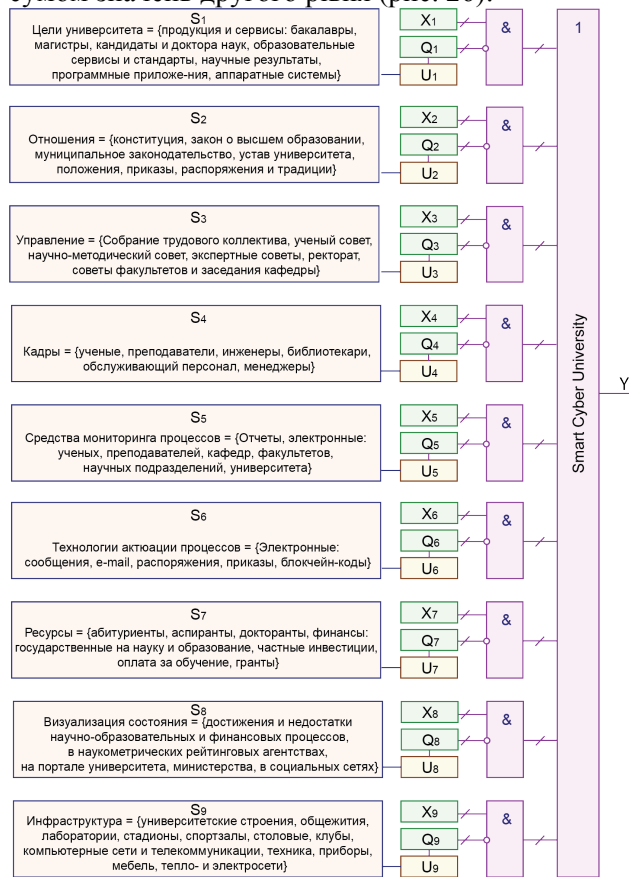 сумом значень другого рівня (рис. 20).
S1
Цели университета = {продукция и сервисы: бакалавры,
магистры, кандидаты и доктора наук, образовательные
сервисы и стандарты, научные результаты,
программные приложе-ния, аппаратные системы}
X1
Q1
U1
&
1
S2
Отношения = {конституция, закон о высшем образовании,
муниципальное законодательство, устав университета,
положения, приказы, распоряжения и традиции}
X2
Q2
U2
&
S3
Управление = {Собрание трудового коллектива, ученый совет,
научно-методический совет, экспертные советы, ректорат,
советы факультетов и заседания кафедры}
X3
Q3
U3
&
S4
Кадры = {ученые, преподаватели, инженеры, библиотекари,
обслуживающий персонал, менеджеры}
X4
Q4
U4
&
Smart Cyber University
Y
S5
Средства мониторинга процессов = {Отчеты, электронные:
ученых, преподавателей, кафедр, факультетов,
научных подразделений, университета}
X5
Q5
U5
&
S6
Технологии актюации процессов = {Электронные:
сообщения, e-mail, распоряжения, приказы, блокчейн-коды}
X6
Q6
U6
&
S7
Ресурсы = {абитуриенты, аспиранты, докторанты, финансы:
государственные на науку и образование, частные инвестиции,
оплата за обучение, гранты}
X7
Q7
U7
&
S8
Визуализация состояния = {достижения и недостатки
научно-образовательных и финансовых процессов,
в наукометрических рейтинговых агентствах,
на портале университета, министерства, в социальных сетях}
X8
Q8
U8
&
S9
Инфраструктура = {университетские строения, общежития,
лаборатории, стадионы, спортзалы, столовые, клубы,
компьютерные сети и телекоммуникации, техника, приборы,
мебель, тепло- и электросети}
X9
Q9
U9
&